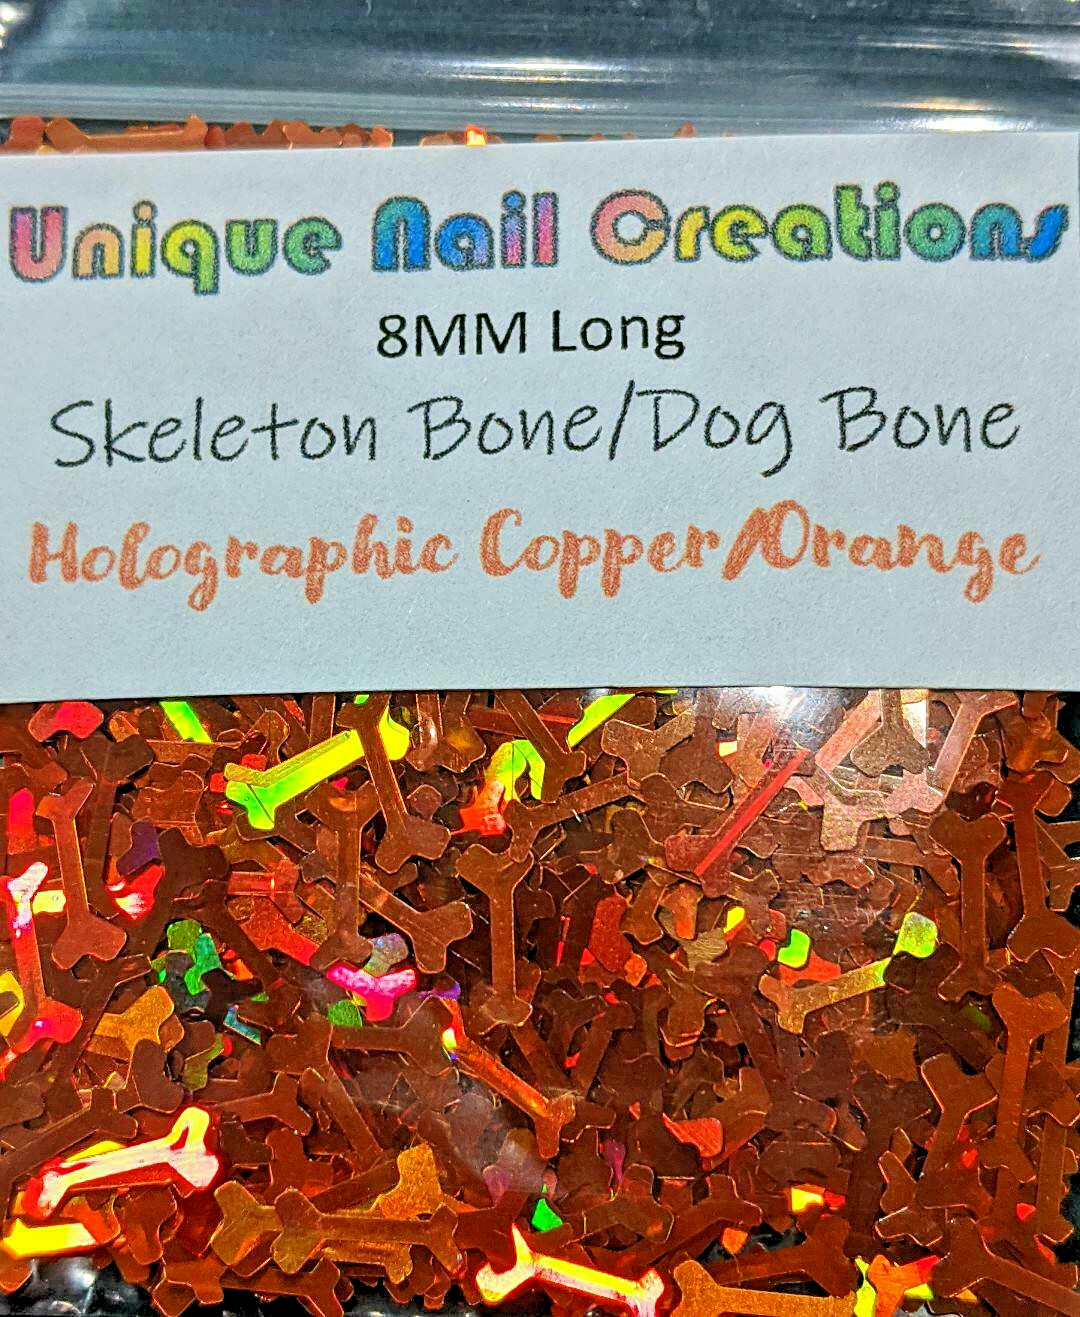 Unique Nail Creations
8MM Long
Skeleton Bone/Dog Bone
Holographic Copper/Orange